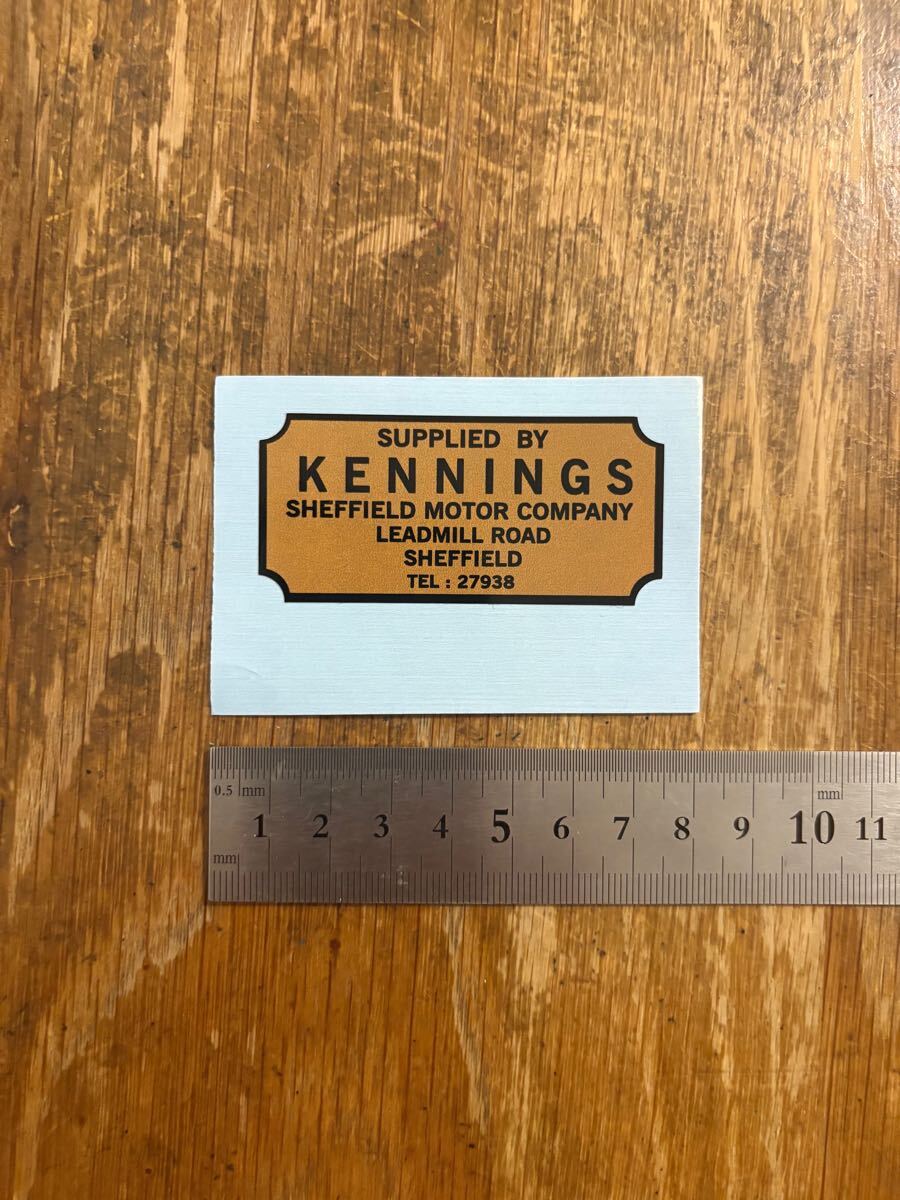 SUPPLIED BY
KENNINGS
SHEFFIELD MOTOR COMPANY
LEADMILL ROAD
SHEFFIELD
TEL : 27938
0.5 mm mm
1 2 3 4 5 6 7 8 9 10 11
mm